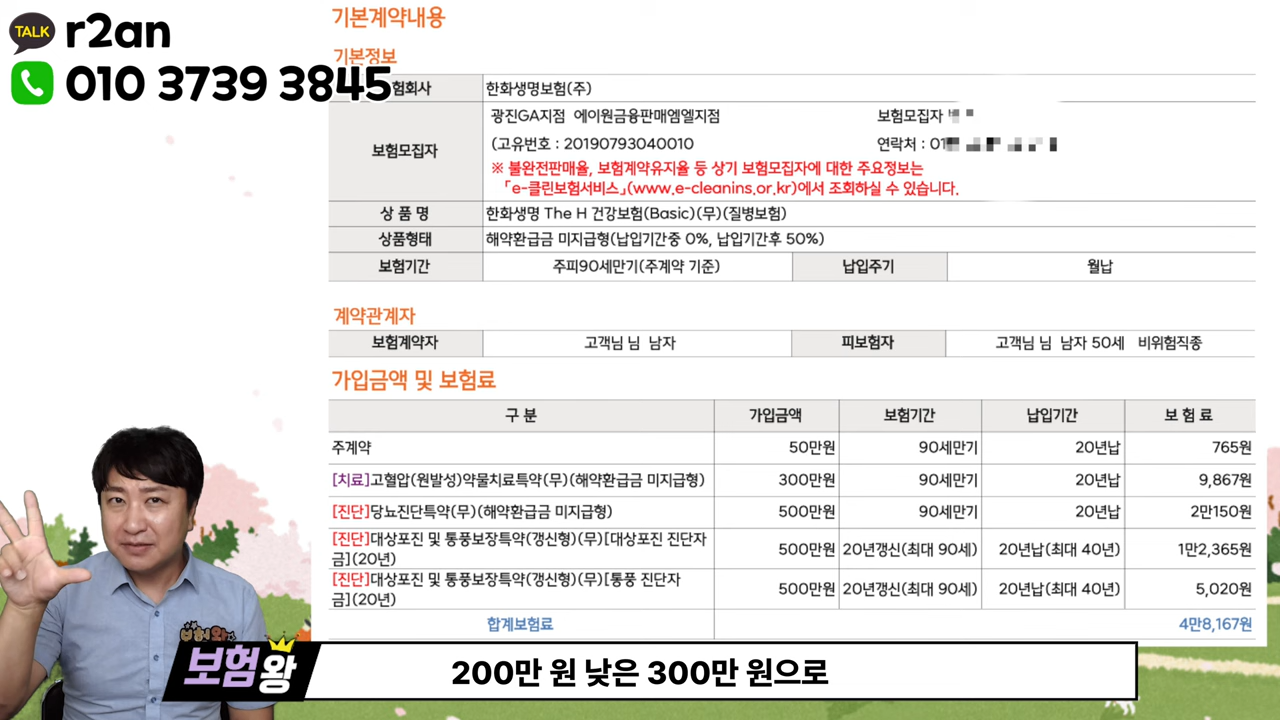 TALK r2an
010 3739 3845
기본계약내용
기본정보
험회사 한화생명보험(주)
보험모집자 광진GA지점 에이원금융판매엠엘지점 보험모집자
(고유번호 : 20190793040010 연락처 : 01
※ 불완전판매율, 보험계약유지율 등 상기 보험모집자에 대한 주요정보는
「e-클린보험서비스」(www.e-cleanins.or.kr)에서 조회하실 수 있습니다.
상 품 명 한화생명 The H 건강보험(Basic)(무)(질병보험)
상품형태 해약환급금 미지급형(납입기간중 0%, 납입기간후 50%)
보험기간 주피90세만기(주계약 기준) 납입주기 월납
계약관계자
보험계약자 고객님 님 남자 피보험자 고객님 님 남자 50세 비위험직종
가입금액 및 보험료
구 분 가입금액 보험기간 납입기간 보 험 료
주계약 50만원 90세만기 20년납 765원
[치료]고혈압(원발성)약물치료특약(무)(해약환급금 미지급형) 300만원 90세만기 20년납 9,867원
[진단]당뇨진단특약(무)(해약환급금 미지급형) 500만원 90세만기 20년납 2만150원
[진단]대상포진 및 통풍보장특약(갱신형)(무)[대상포진 진단자
금](20년) 500만원 20년갱신(최대 90세) 20년납(최대 40년) 1만2,365원
[진단]대상포진 및 통풍보장특약(갱신형)(무)[통풍 진단자
금](20년) 500만원 20년갱신(최대 90세) 20년납(최대 40년) 5,020원
합계보험료 4만8,167원
보험왕
보험왕
200만 원 낮은 300만 원으로